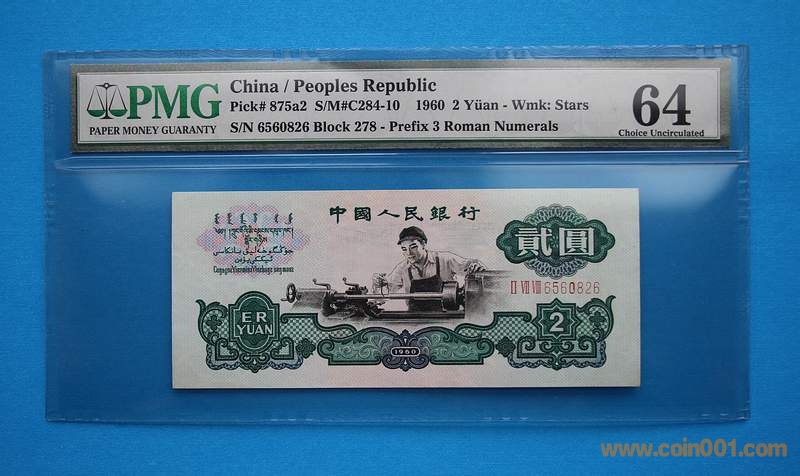 PMG
PAPER MONEY GUARANTY
China / Peoples Republic
Pick# 875a2 S/M#C284-10 1960 2 Yüan - Wmk: Stars
S/N 6560826 Block 278 - Prefix 3 Roman Numerals
64
Choice Uncirculated
中國人民銀行
貳圓
II VII VIII 6560826
ER
YUAN
1960
2
www.coin001.com